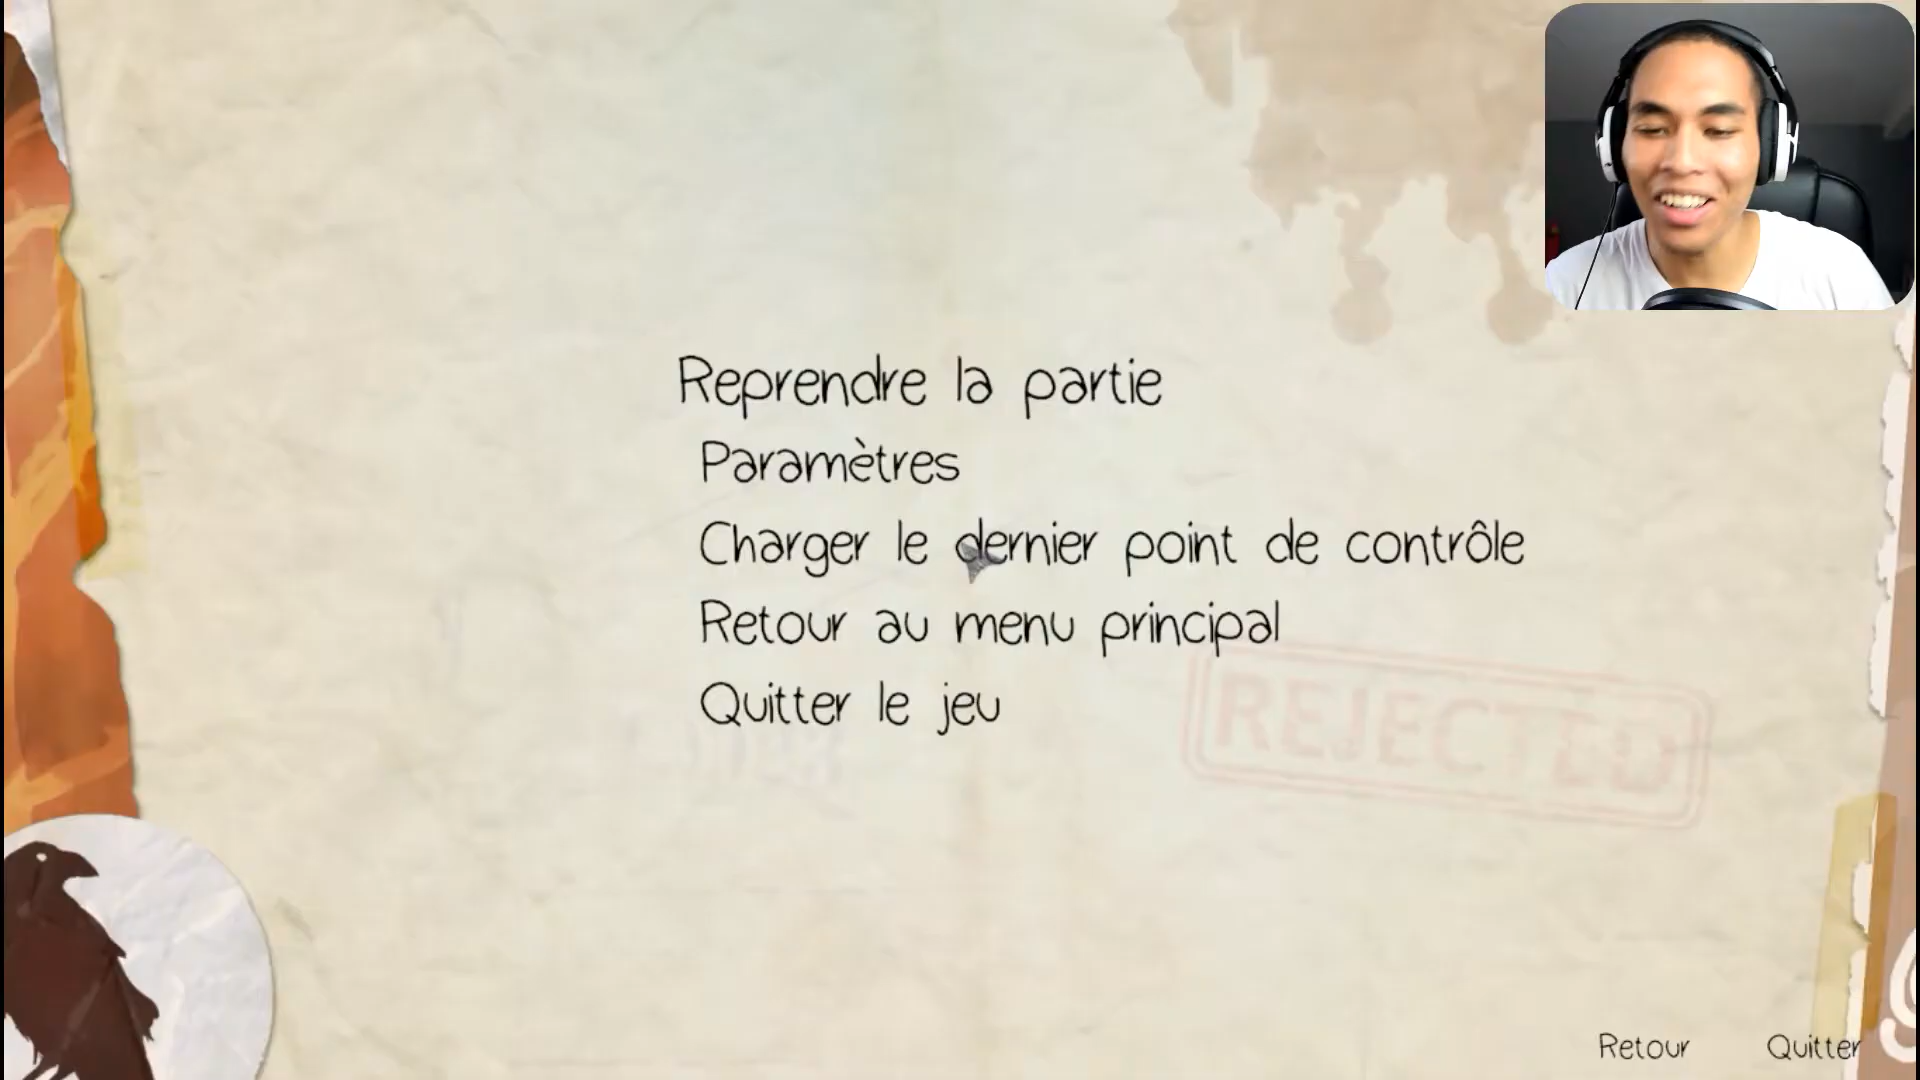 Reprendre la partie
Paramètres
Charger le dernier point de contrôle
Retour au menu principal
Quitter le jeu
REJECTED
Retour Quitter